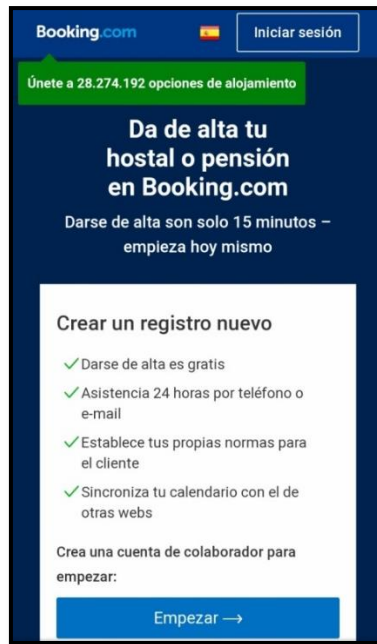 Booking.com
Iniciar sesión
Únete a 28.274.192 opciones de alojamiento
Da de alta tu
hostal o pensión
en Booking.com
Darse de alta son solo 15 minutos –
empieza hoy mismo
Crear un registro nuevo
Darse de alta es gratis
Asistencia 24 horas por teléfono o
e-mail
Establece tus propias normas para
el cliente
Sincroniza tu calendario con el de
otras webs
Crea una cuenta de colaborador para
empezar:
Empezar →